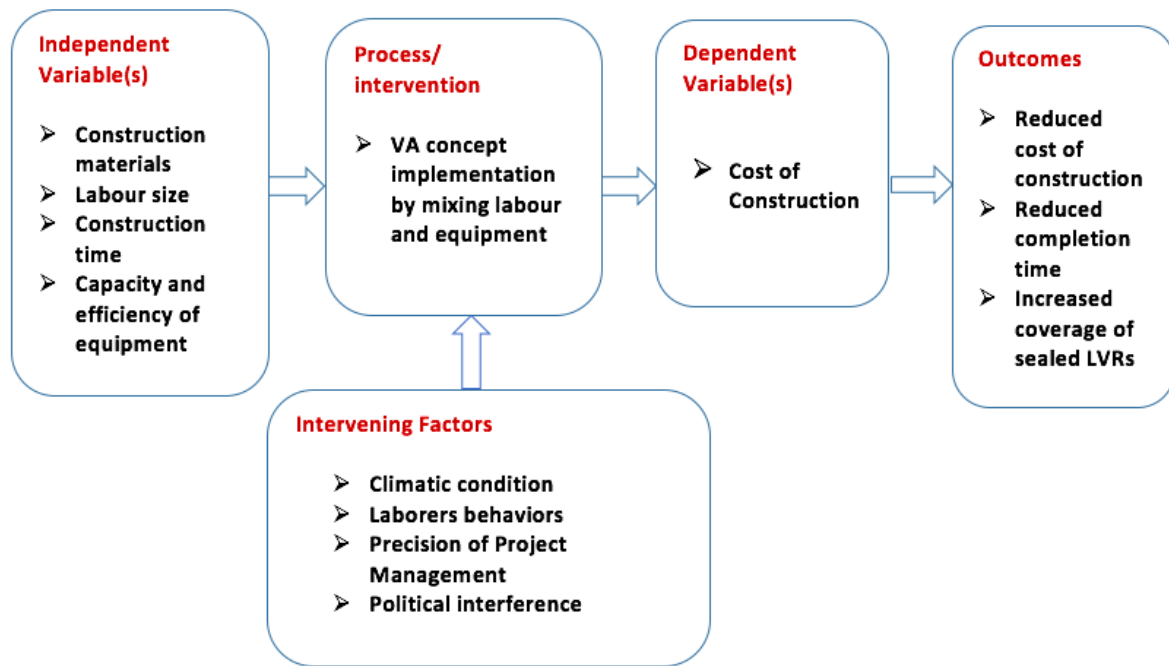 Independent
Variable(s)
➢ Construction
materials
➢ Labour size
➢ Construction
time
➢ Capacity and
efficiency of
equipment
Process/
intervention
➢ VA concept
implementation
by mixing labour
and equipment
Dependent
Variable(s)
➢ Cost of
Construction
Outcomes
➢ Reduced
cost of
construction
➢ Reduced
completion
time
➢ Increased
coverage of
sealed LVRs
Intervening Factors
➢ Climatic condition
➢ Laborers behaviors
➢ Precision of Project
Management
➢ Political interference